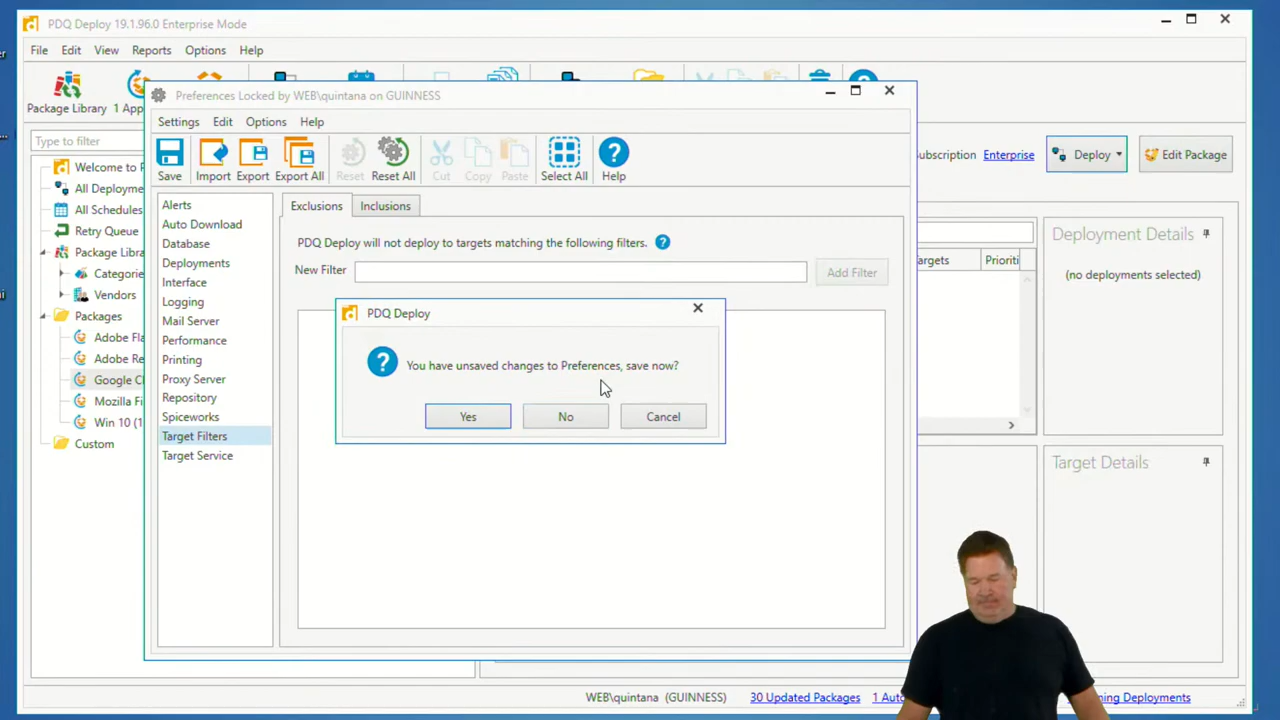 PDQ Deploy 19.1.96.0 Enterprise Mode
File Edit View Reports Options Help
Package Library
Type to filter
Welcome to
All Deployme
All Schedules
Retry Queue
Package Libra
Categorie
Vendors
Packages
Adobe Fla
Adobe Re
Google Cl
Mozilla Fi
Win 10 (1
Custom
Preferences Locked by WEB\quintana on GUINNESS
Settings Edit Options Help
Save Import Export Export All Reset Reset All Cut Copy Paste Select All Help
Alerts
Auto Download
Database
Deployments
Interface
Logging
Mail Server
Performance
Printing
Proxy Server
Repository
Spiceworks
Target Filters
Target Service
Exclusions Inclusions
PDQ Deploy will not deploy to targets matching the following filters.
New Filter Add Filter
PDQ Deploy
You have unsaved changes to Preferences, save now?
Yes No Cancel
ubscription Enterprise Deploy Edit Package
argets Prioriti
Deployment Details
(no deployments selected)
Target Details
WEB\quintana (GUINNESS) 30 Updated Packages 1 Auto ning Deployments